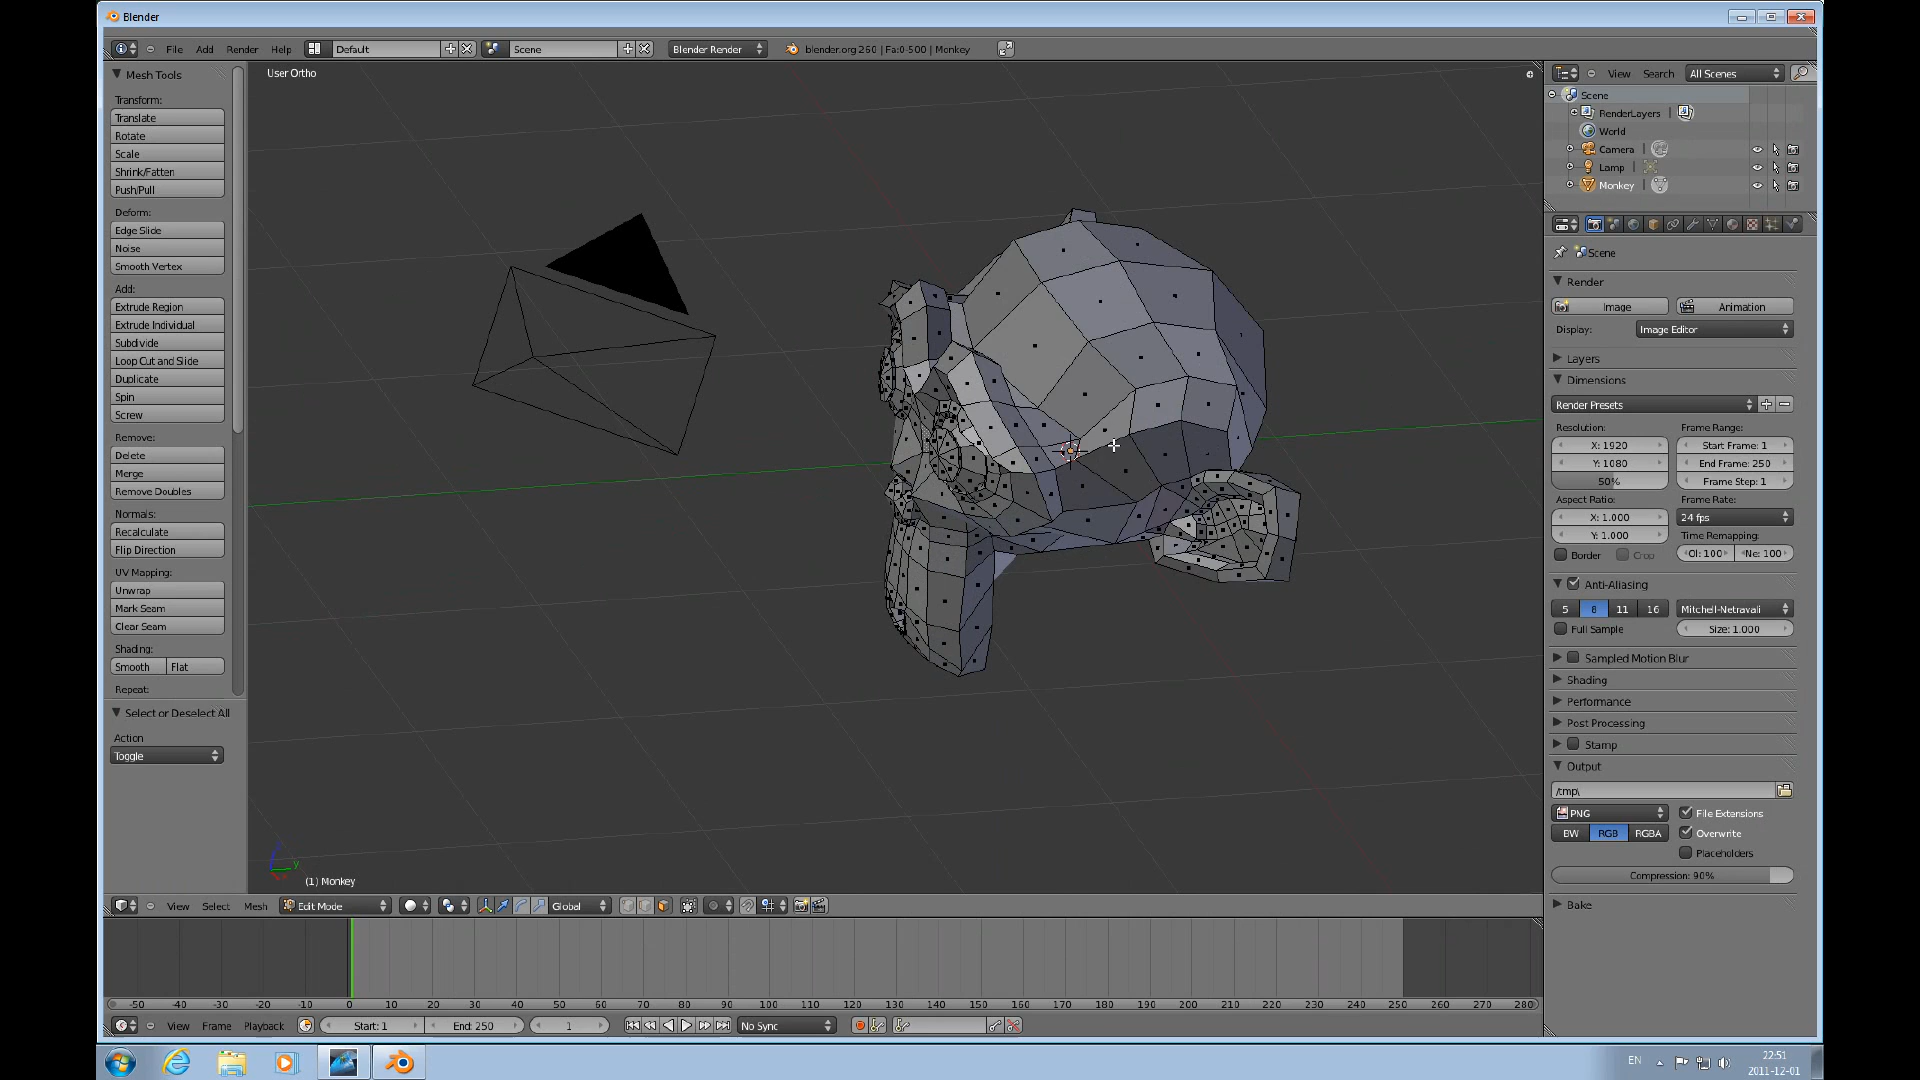 Blender
File Add Render Help Default Scene Blender Render blender.org 260 | Fa:0-500 | Monkey
Mesh Tools
Transform:
Translate
Rotate
Scale
Shrink/Fatten
Push/Pull
Deform:
Edge Slide
Noise
Smooth Vertex
Add:
Extrude Region
Extrude Individual
Subdivide
Loop Cut and Slide
Duplicate
Spin
Screw
Remove:
Delete
Merge
Remove Doubles
Normals:
Recalculate
Flip Direction
UV Mapping:
Unwrap
Mark Seam
Clear Seam
Shading:
Smooth Flat
Repeat:
Select or Deselect All
Action
Toggle
User Ortho
y
(1) Monkey
View Select Mesh Edit Mode Global
-50 -40 -30 -20 -10 0 10 20 30 40 50 60 70 80 90 100 110 120 130 140 150 160 170 180 190 200 210 220 230 240 250 260 270 280
View Frame Playback Start: 1 End: 250 1 No Sync
View Search All Scenes
Scene
RenderLayers
World
Camera
Lamp
Monkey
Scene
Render
Image Animation
Display: Image Editor
Layers
Dimensions
Render Presets
Resolution: Frame Range:
X: 1920 Start Frame: 1
Y: 1080 End Frame: 250
50% Frame Step: 1
Aspect Ratio: Frame Rate:
X: 1.000 24 fps
Y: 1.000 Time Remapping:
Border Crop Ol: 100 Ne: 100
Anti-Aliasing
5 8 11 16 Mitchell-Netravali
Full Sample Size: 1.000
Sampled Motion Blur
Shading
Performance
Post Processing
Stamp
Output
/tmp\
PNG File Extensions
BW RGB RGBA Overwrite
Placeholders
Compression: 90%
Bake
EN 22:51
2011-12-01